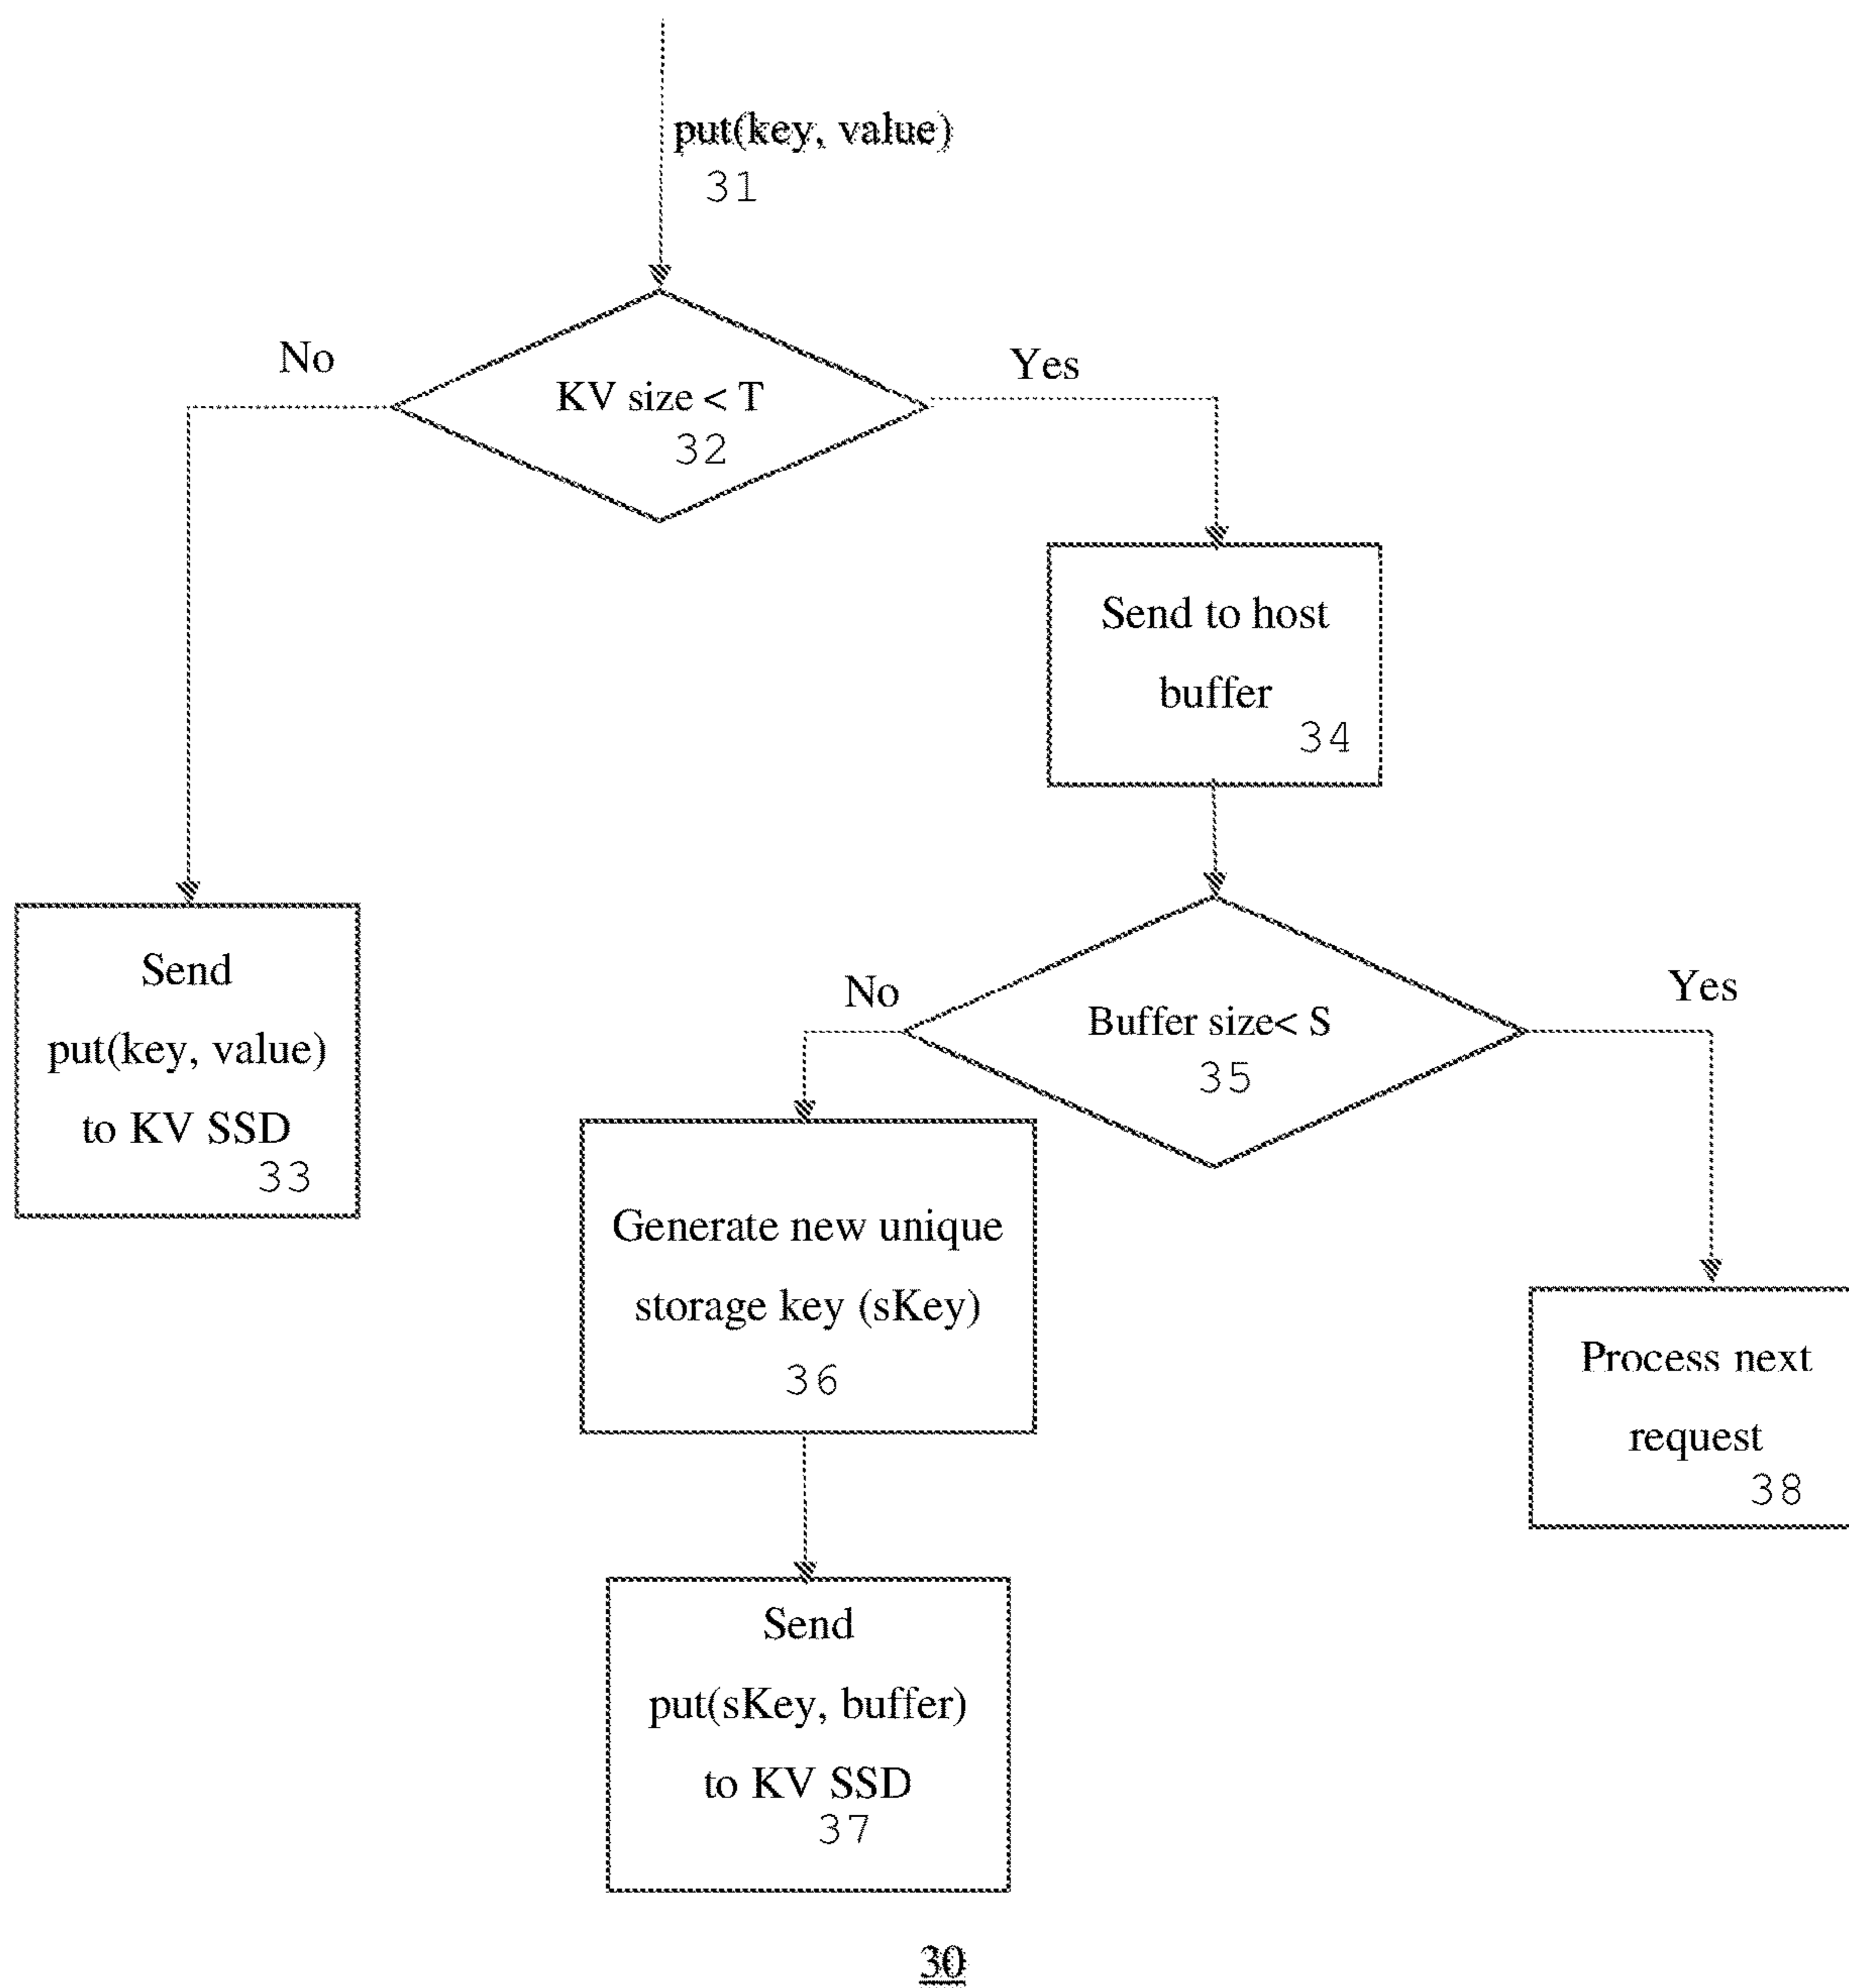 put(key, value)
31
No
Yes
KV size < T
32
Send to host
buffer
34
Send
put(key, value)
to KV SSD
33
No
Yes
Buffer size< S
35
Generate new unique
storage key (sKey)
36
Process next
request
38
Send
put(sKey, buffer)
to KV SSD
37
30